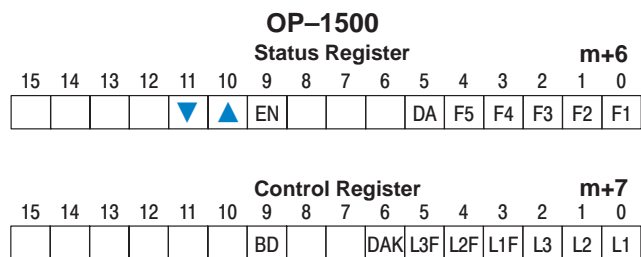 OP–1500
Status Register m+6
15 14 13 12 11 10 9 8 7 6 5 4 3 2 1 0
EN DA F5 F4 F3 F2 F1
Control Register m+7
15 14 13 12 11 10 9 8 7 6 5 4 3 2 1 0
BD DAK L3F L2F L1F L3 L2 L1